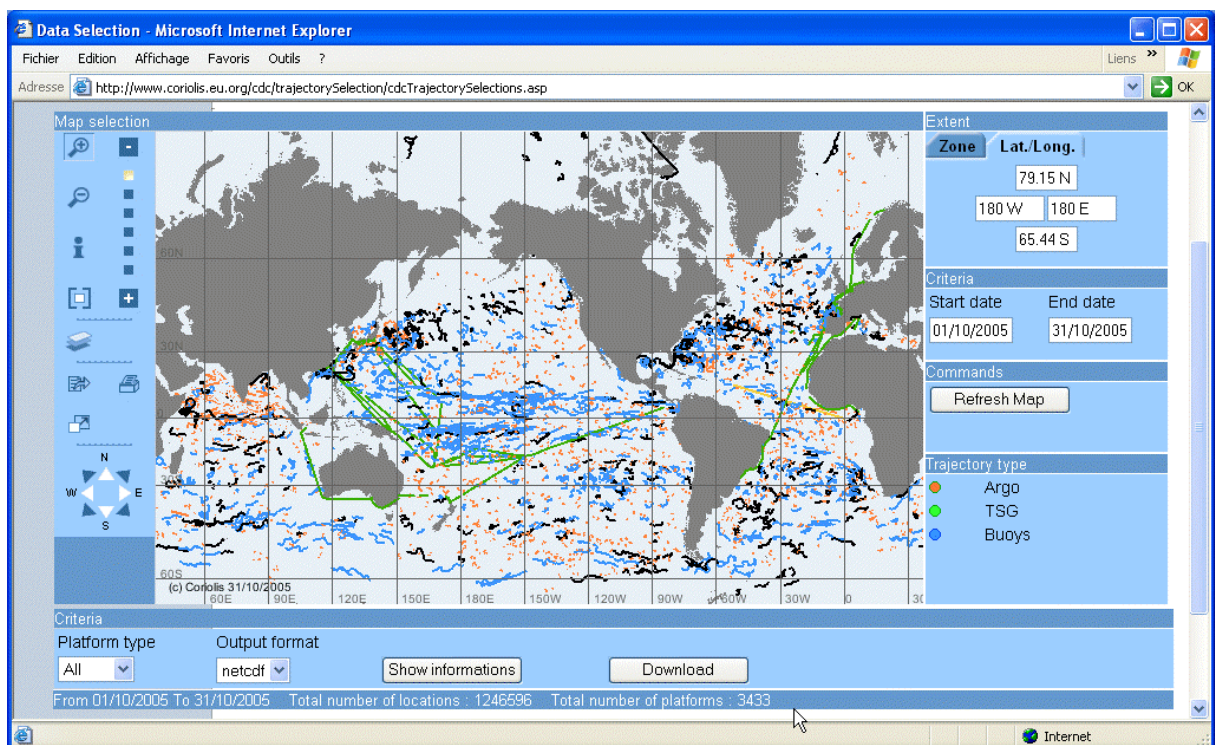 Data Selection - Microsoft Internet Explorer
Fichier Edition Affichage Favoris Outils ? Liens »
Adresse http://www.coriolis.eu.org/cdc/trajectorySelection/cdcTrajectorySelections.asp OK
Map selection
60N
30N
0
30S
60S
(c) Coriolis 31/10/2005
60E 90E 120E 150E 180E 150W 120W 90W 60W 30W 0 30
N
W E
S
Extent
Zone Lat./Long.
79.15 N
180 W 180 E
65.44 S
Criteria
Start date End date
01/10/2005 31/10/2005
Commands
Refresh Map
Trajectory type
Argo
TSG
Buoys
Criteria
Platform type Output format
All netcdf Show informations Download
From 01/10/2005 To 31/10/2005 Total number of locations : 1246596 Total number of platforms : 3433
Internet